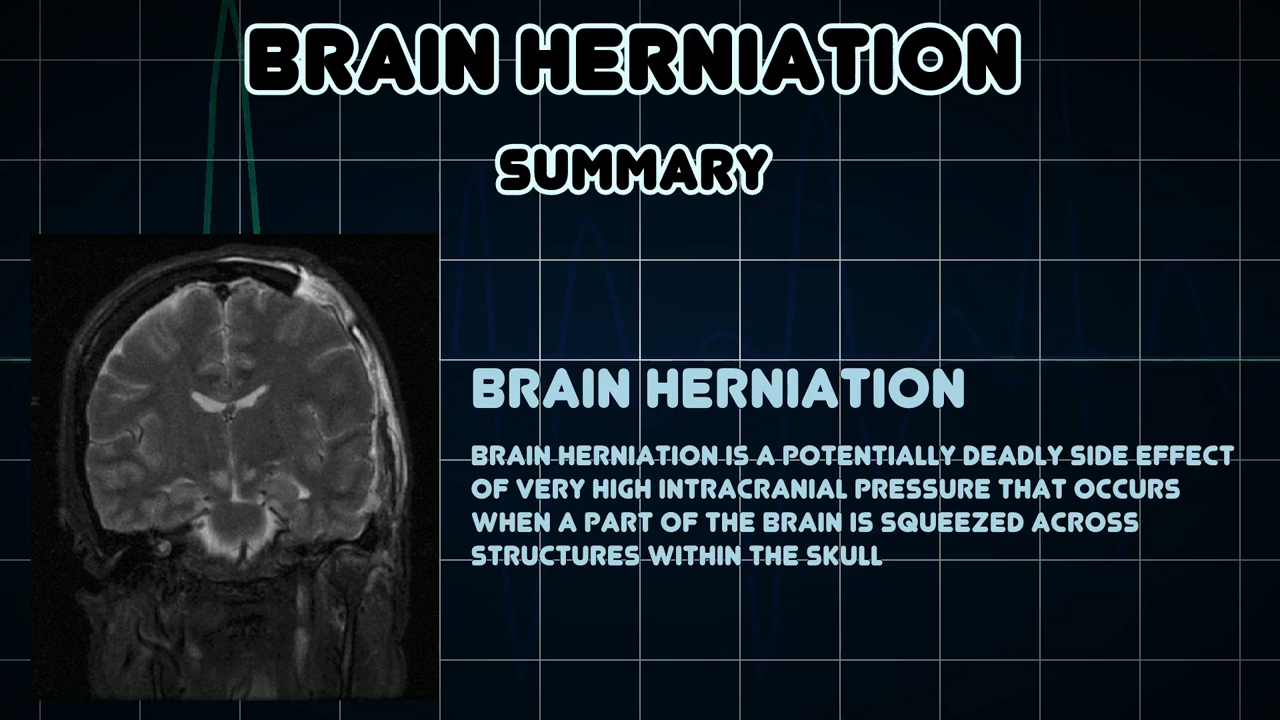 BRAIN HERNIATION
SUMMARY
BRAIN HERNIATION
BRAIN HERNIATION IS A POTENTIALLY DEADLY SIDE EFFECT
OF VERY HIGH INTRACRANIAL PRESSURE THAT OCCURS
WHEN A PART OF THE BRAIN IS SQUEEZED ACROSS
STRUCTURES WITHIN THE SKULL